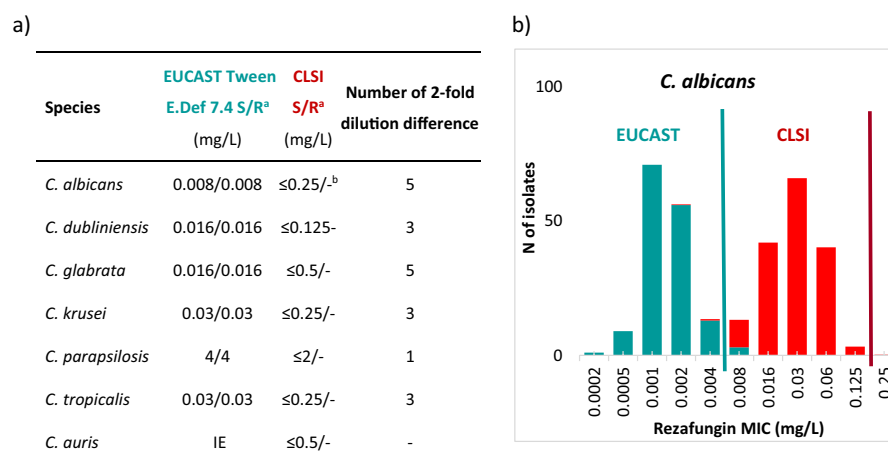 a)
EUCAST Tween CLSI
E.Def 7.4 S/Rᵃ S/Rᵃ Number of 2-fold
Species (mg/L) (mg/L) dilution difference
C. albicans 0.008/0.008 ≤0.25/-ᵇ 5
C. dubliniensis 0.016/0.016 ≤0.125- 3
C. glabrata 0.016/0.016 ≤0.5/- 5
C. krusei 0.03/0.03 ≤0.25/- 3
C. parapsilosis 4/4 ≤2/- 1
C. tropicalis 0.03/0.03 ≤0.25/- 3
C. auris IE ≤0.5/- -
b)
C. albicans
EUCAST CLSI
N of isolates
100
50
0
0.0002 0.0005 0.001 0.002 0.004 0.008 0.016 0.03 0.06 0.125 0.25
Rezafungin MIC (mg/L)